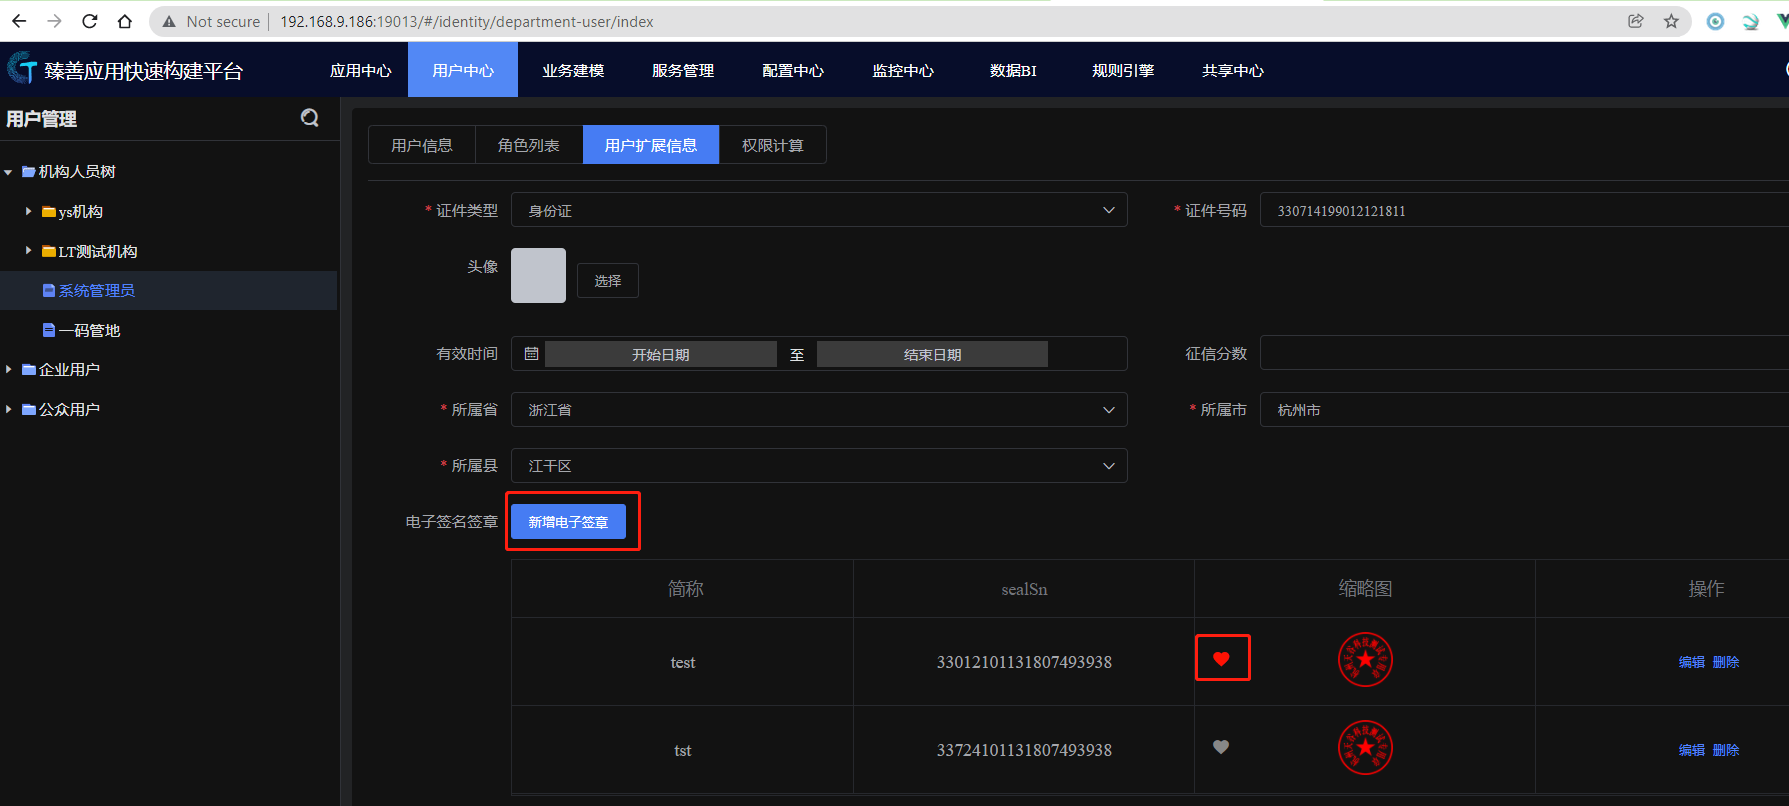 Not secure 192.168.9.186:19013/#/identity/department-user/index
臻善应用快速构建平台 应用中心 用户中心 业务建模 服务管理 配置中心 监控中心 数据BI 规则引擎 共享中心
用户管理
机构人员树
ys机构
LT测试机构
系统管理员
一码管地
企业用户
公众用户
用户信息 角色列表 用户扩展信息 权限计算
* 证件类型 身份证 * 证件号码 330714199012121811
头像 选择
有效时间 开始日期 至 结束日期 征信分数
* 所属省 浙江省 * 所属市 杭州市
* 所属县 江干区
电子签名签章 新增电子签章
简称 sealSn 缩略图 操作
test 33012101131807493938 编辑 删除
tst 33724101131807493938 编辑 删除